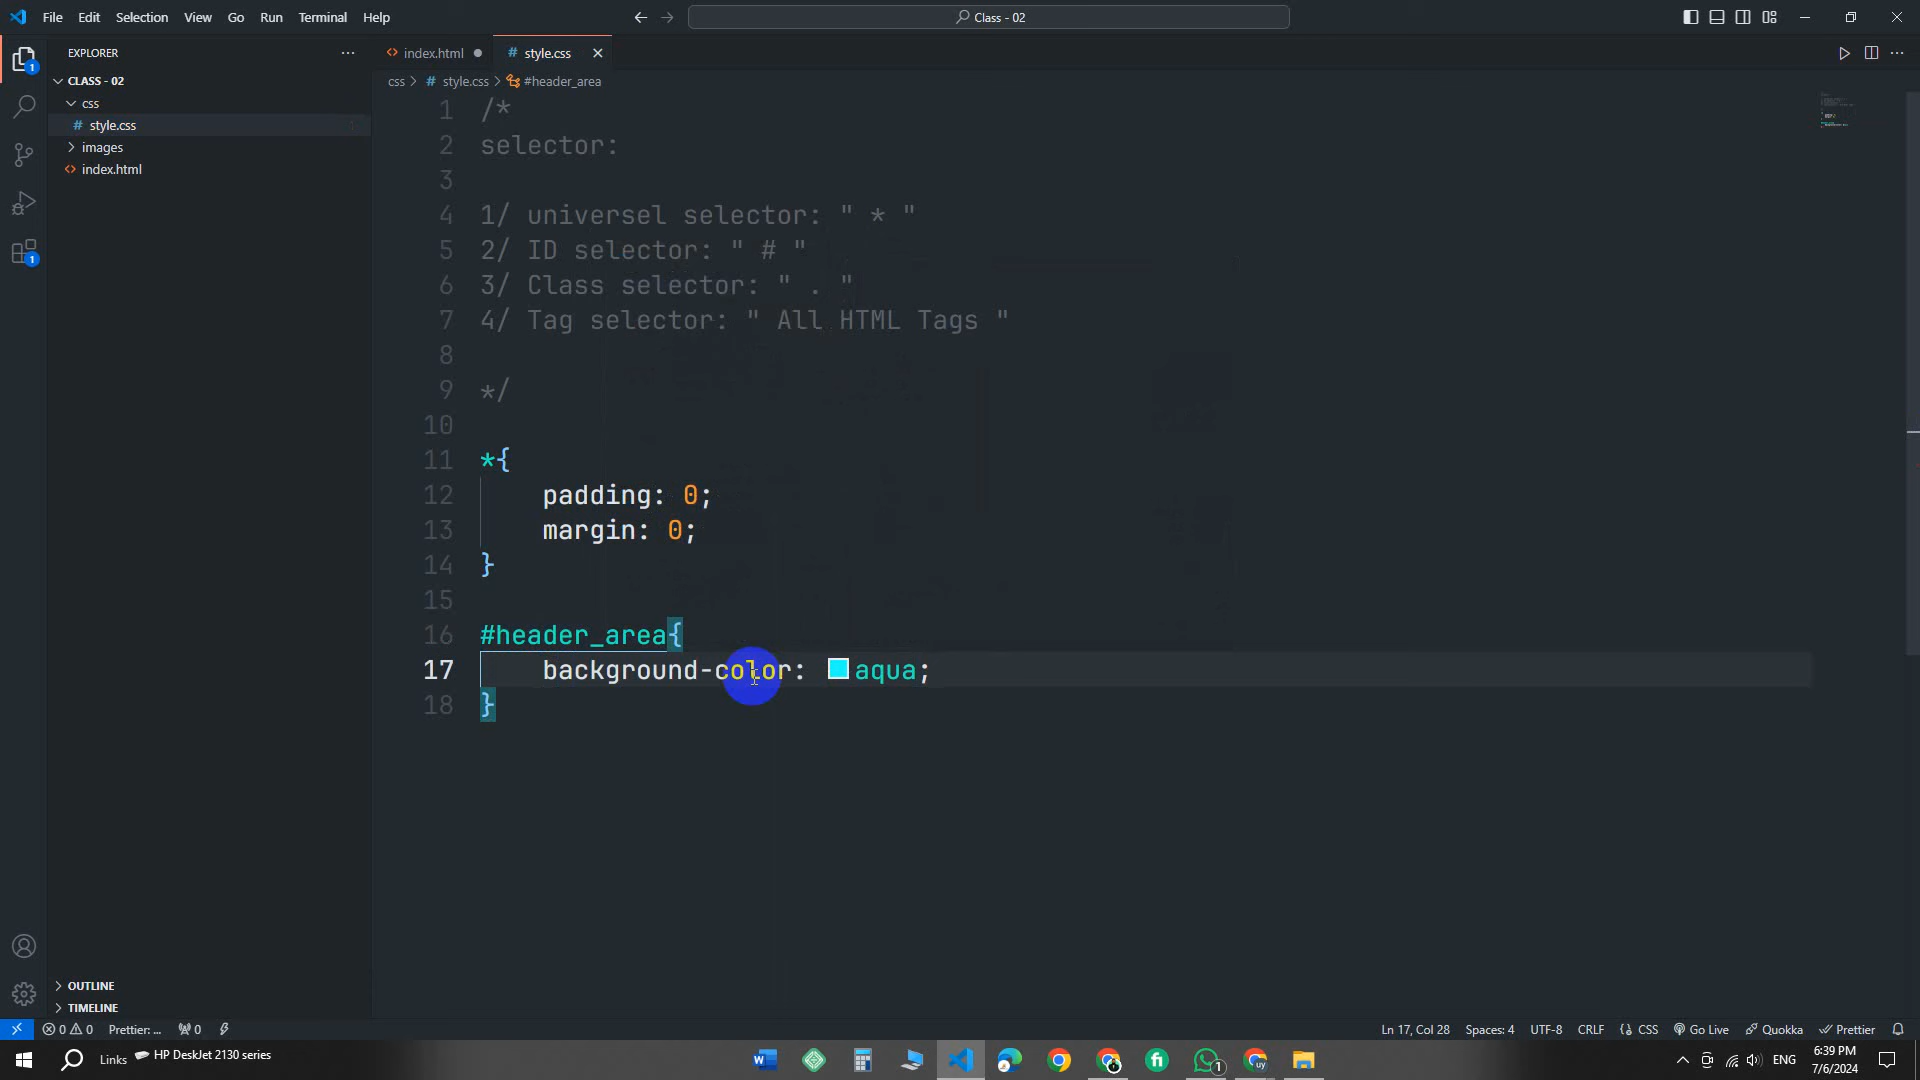 File Edit Selection View Go Run Terminal Help
Class - 02
EXPLORER
index.html
style.css
CLASS - 02
css > style.css > #header_area
css
style.css
images
index.html
1 /*
2 selector:
3
4 1/ universel selector: " * "
5 2/ ID selector: " # "
6 3/ Class selector: " . "
7 4/ Tag selector: " All HTML Tags "
8
9 */
10
11 *{
12 padding: 0;
13 margin: 0;
14 }
15
16 #header_area{
17 background-color: aqua;
18 }
OUTLINE
TIMELINE
0 0 Prettier: ... 0
Ln 17, Col 28 Spaces: 4 UTF-8 CRLF CSS Go Live Quokka Prettier
Links HP DeskJet 2130 series
ENG
6:39 PM
7/6/2024